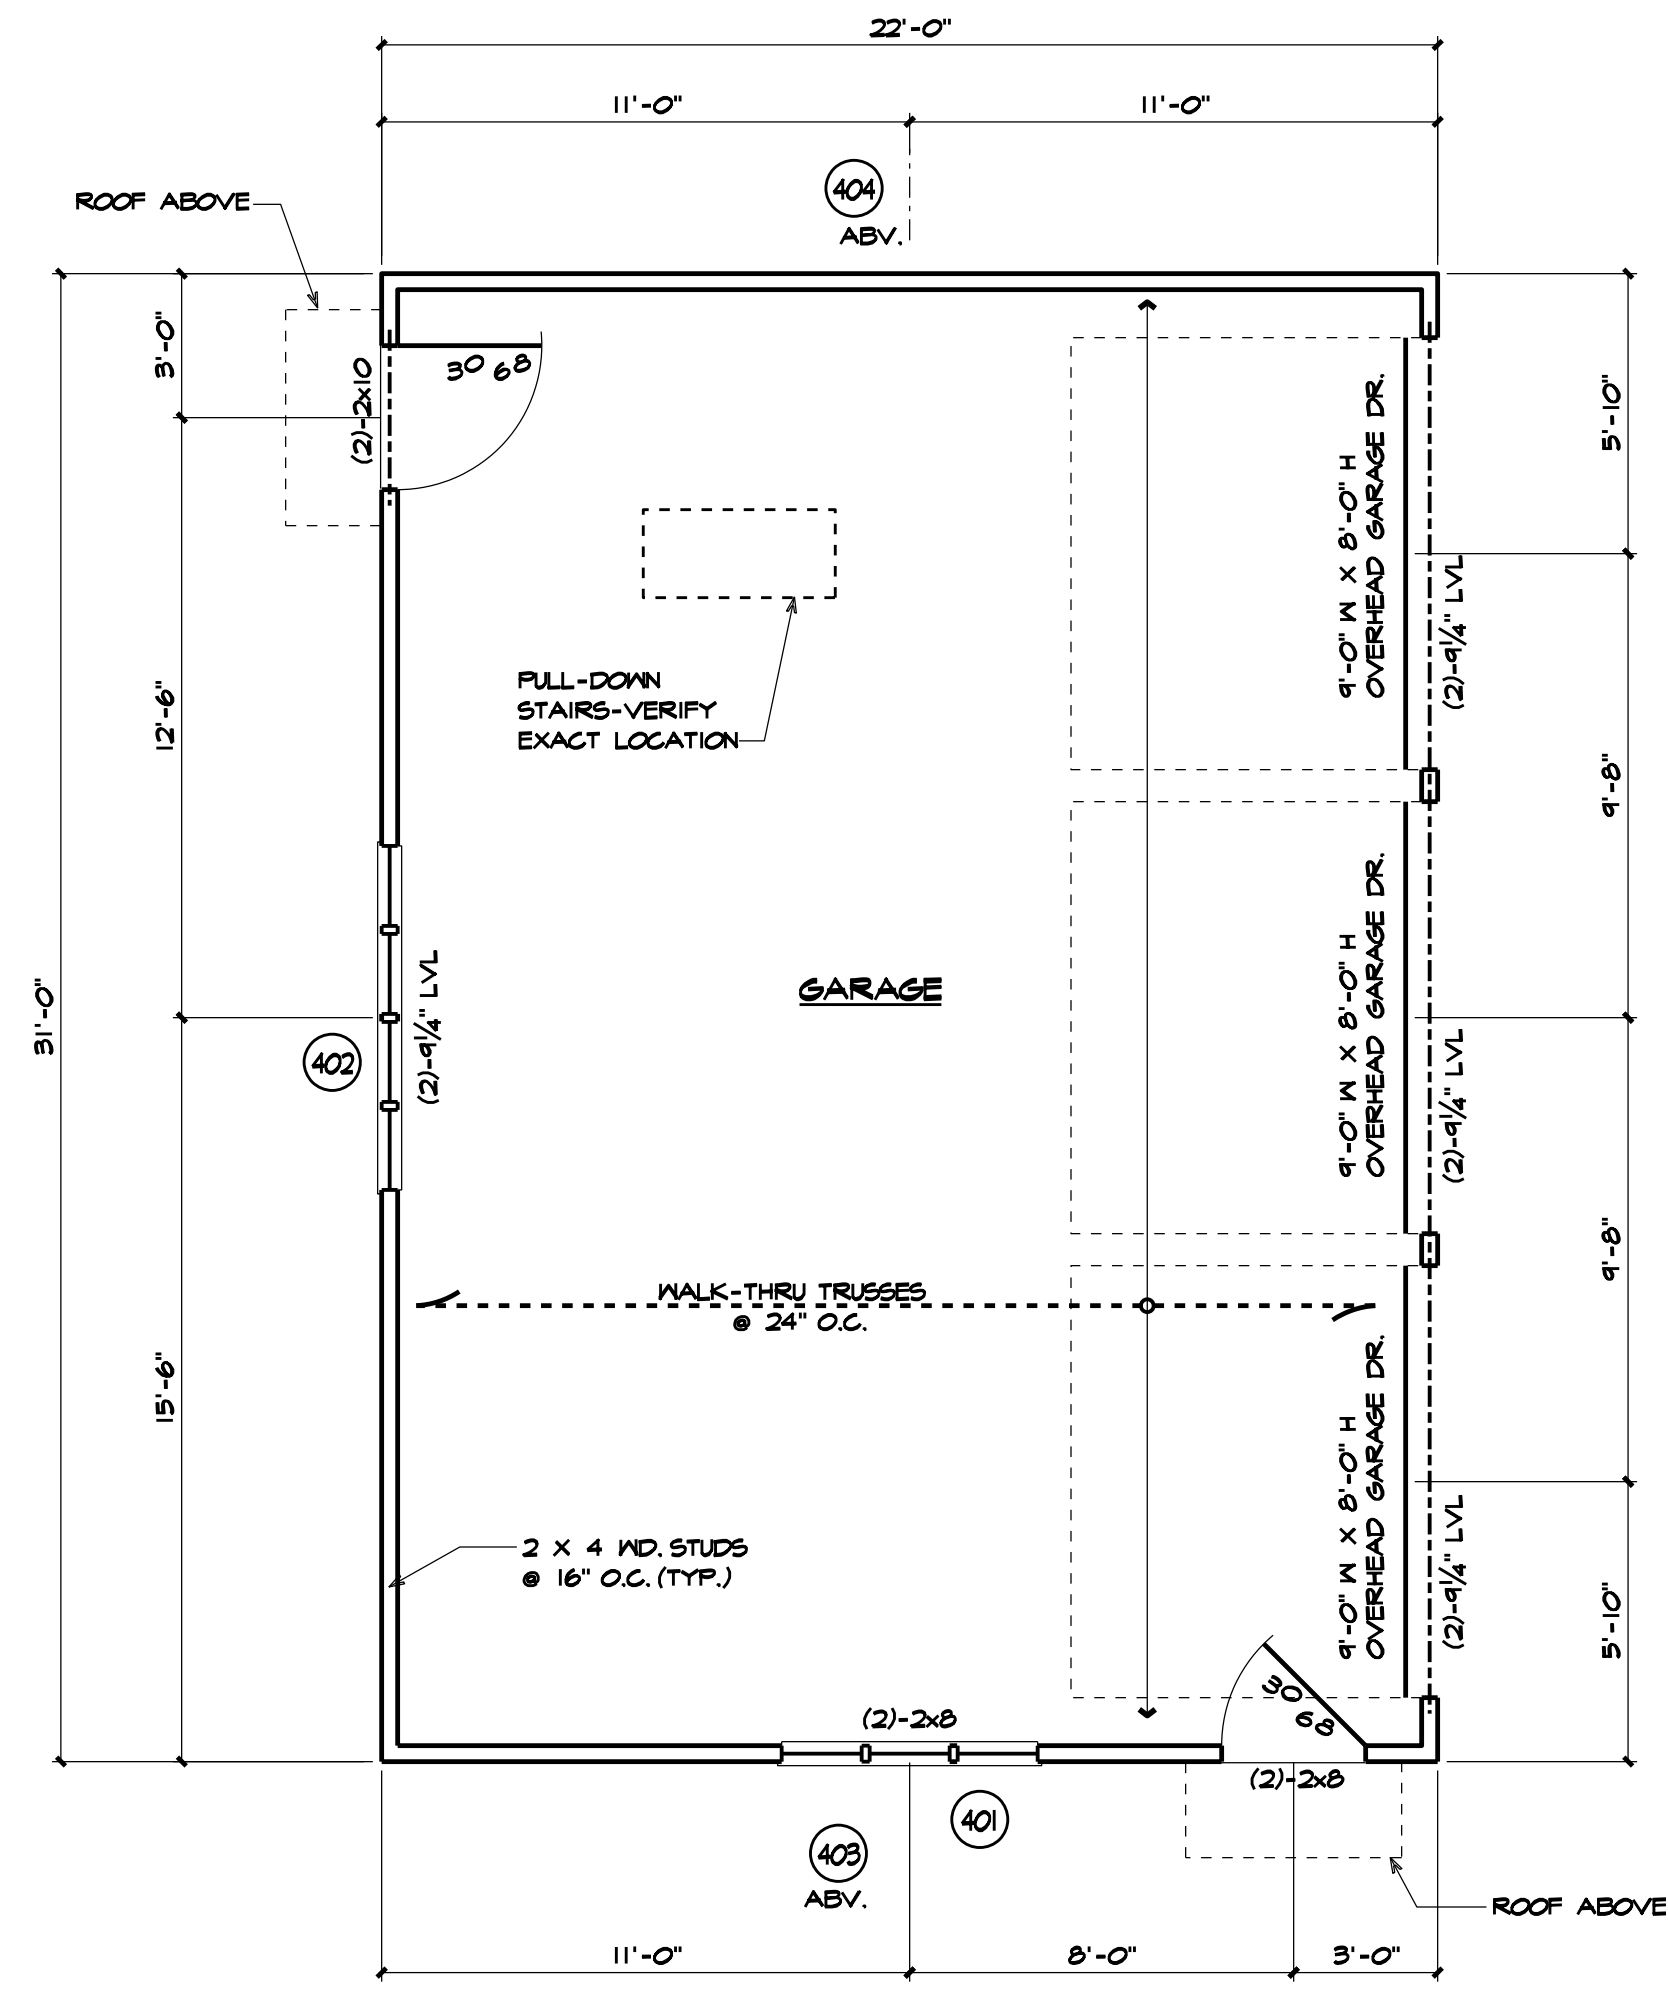 22'-0"
11'-0"
11'-0"
404
ABV.
ROOF ABOVE
3'-0"
(2)-2x10
30 68
5'-10"
9'-0" W X 8'-0" H
OVERHEAD GARAGE DR.
(2)-9¼" LVL
12'-6"
PULL-DOWN
STAIRS-VERIFY
EXACT LOCATION
9'-8"
31'-0"
402
(2)-9¼" LVL
GARAGE
9'-0" W X 8'-0" H
OVERHEAD GARAGE DR.
(2)-9¼" LVL
9'-8"
WALK-THRU TRUSSES
@ 24" O.C.
15'-6"
9'-0" W X 8'-0" H
OVERHEAD GARAGE DR.
(2)-9¼" LVL
2 X 4 WD. STUDS
@ 16" O.C. (TYP.)
5'-10"
30
68
(2)-2x8
(2)-2x8
401
403
ABV.
ROOF ABOVE
11'-0"
8'-0"
3'-0"